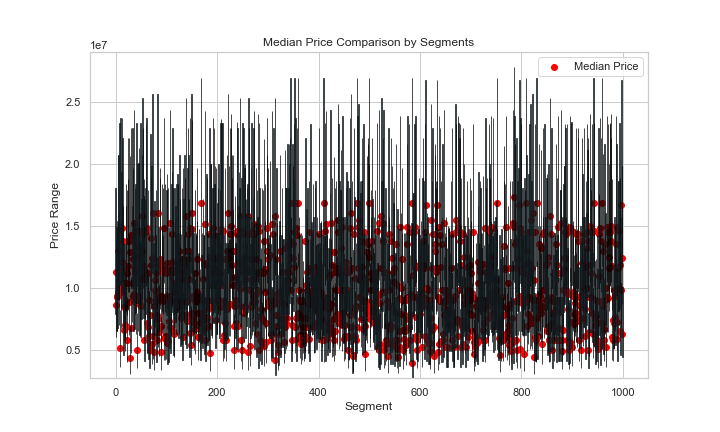 Median Price Comparison by Segments
1e7
Median Price
2.5
2.0
1.5
1.0
0.5
Price Range
0
200
400
600
800
1000
Segment